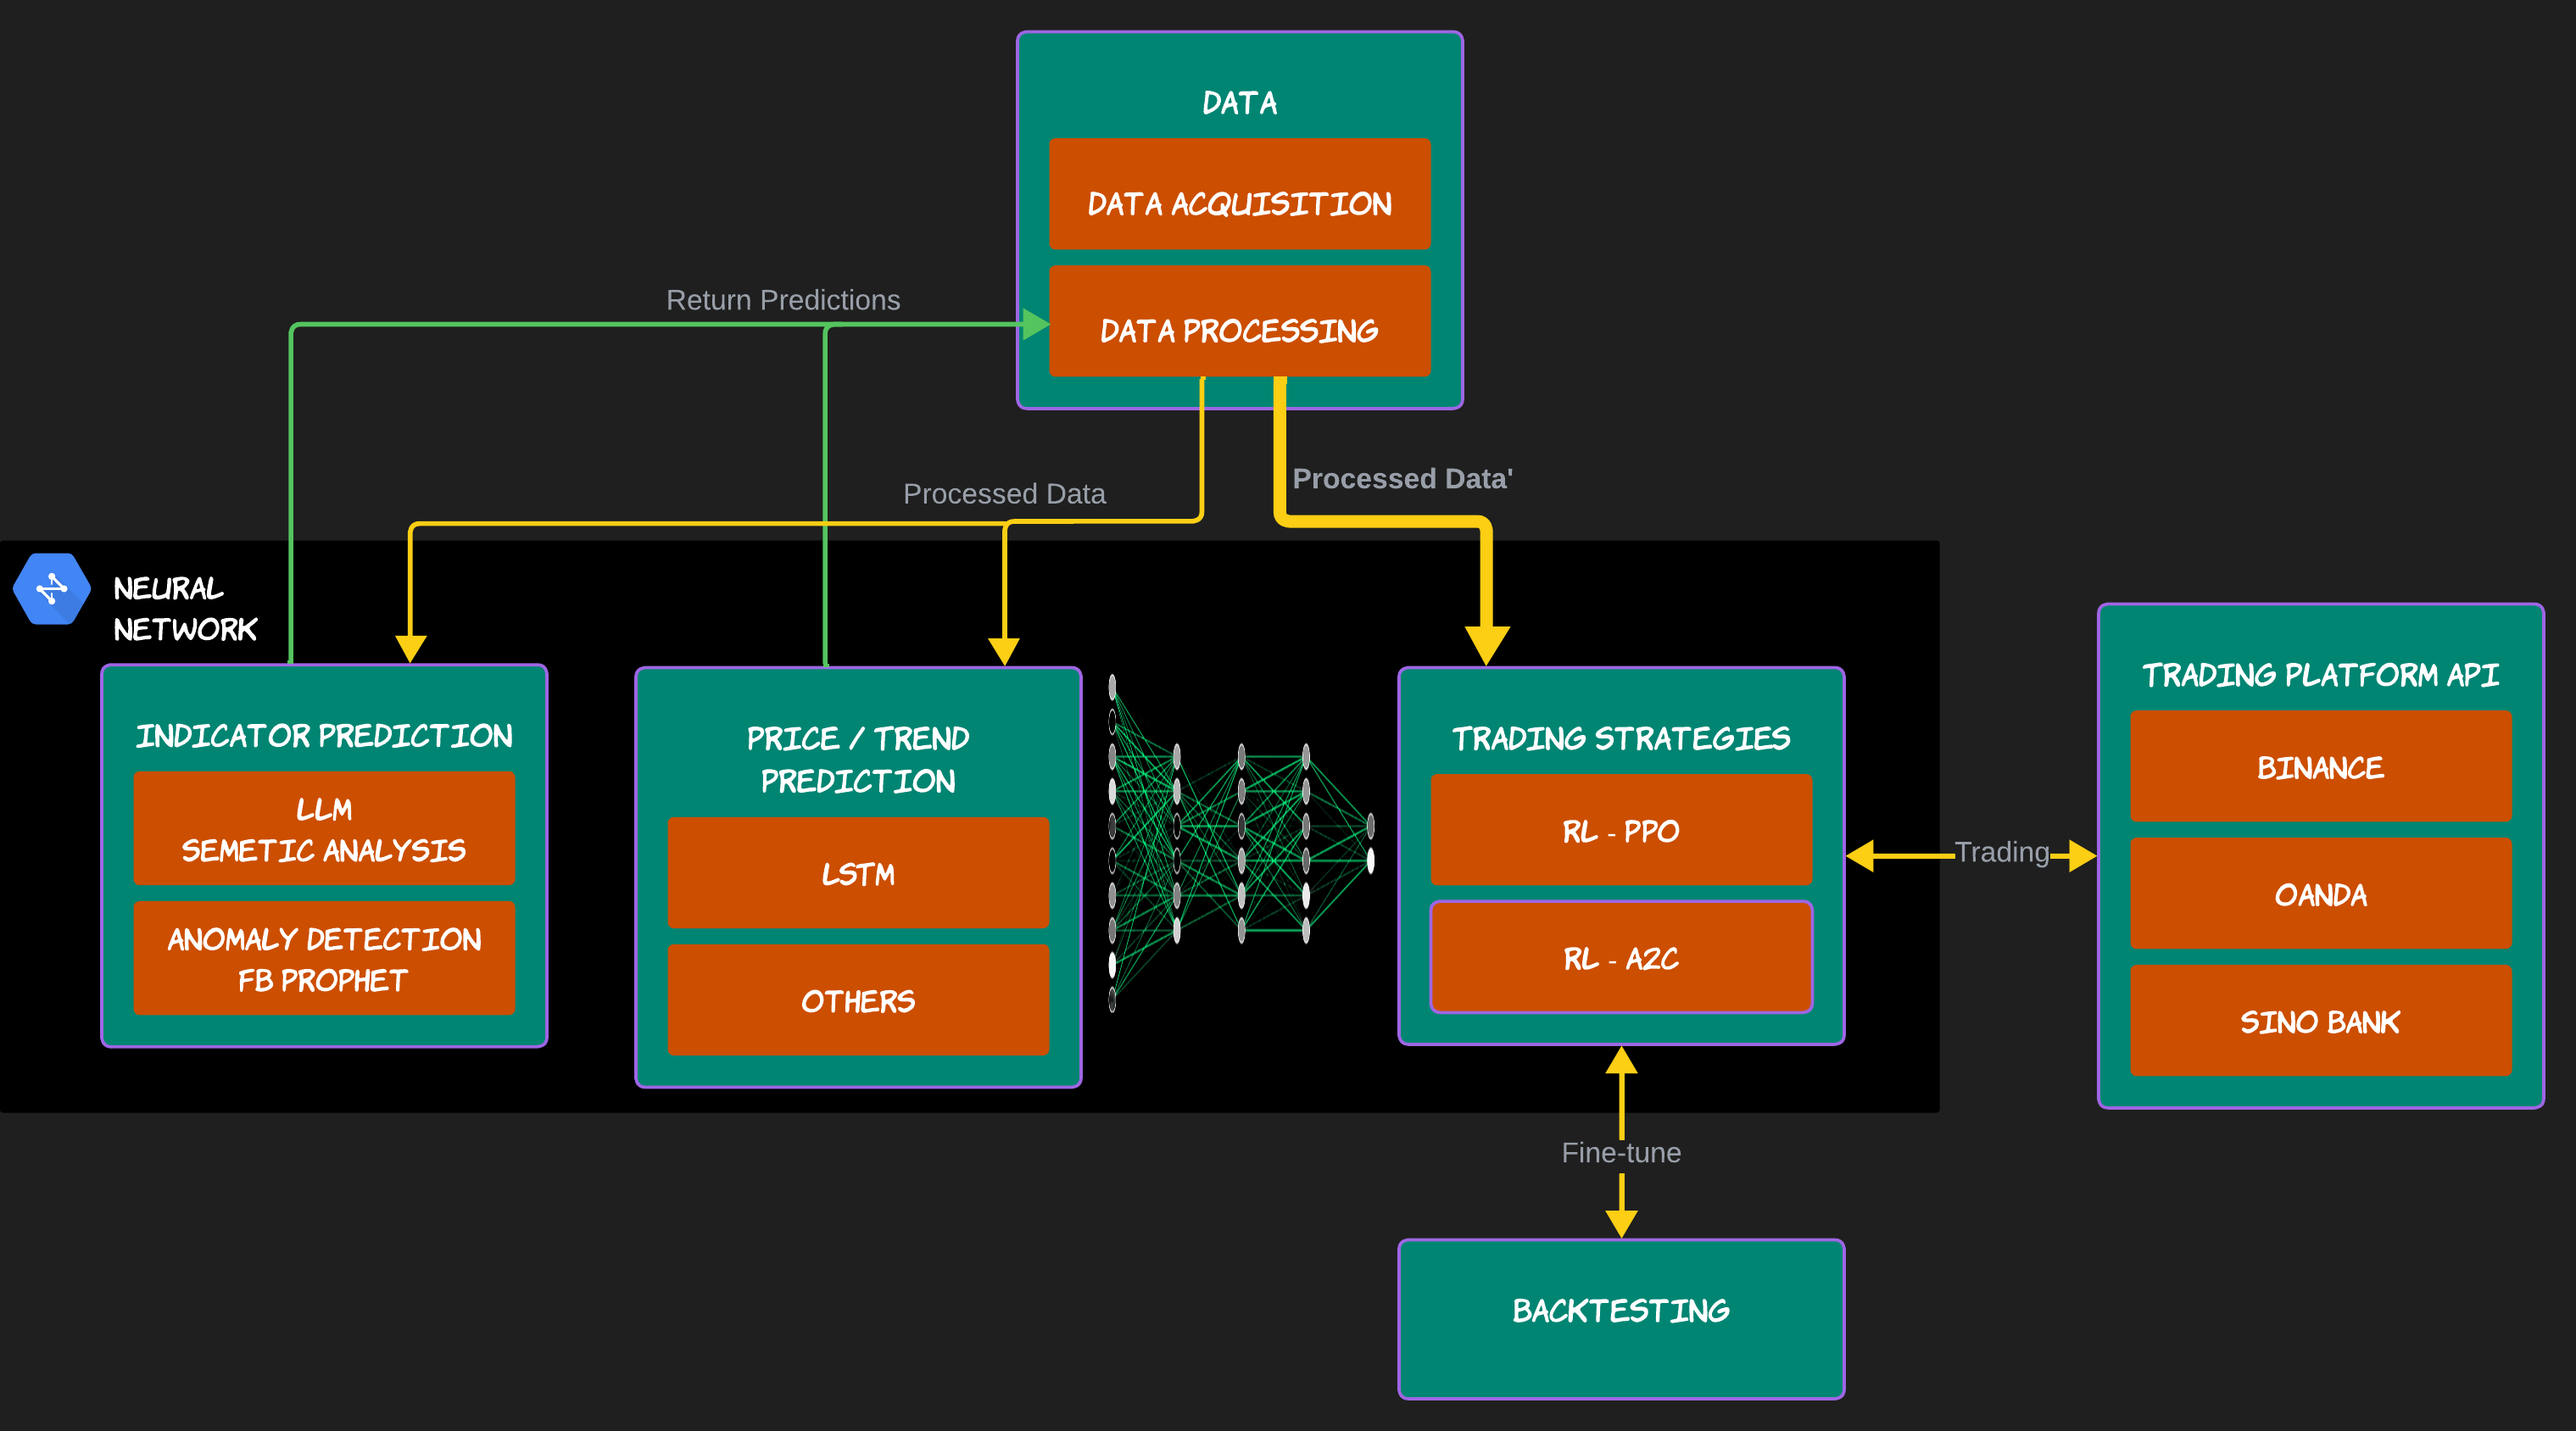 DATA
DATA ACQUISITION
DATA PROCESSING
Return Predictions
Processed Data
Processed Data'
NEURAL
NETWORK
INDICATOR PREDICTION
LLM
SEMETIC ANALYSIS
ANOMALY DETECTION
FB PROPHET
PRICE / TREND
PREDICTION
LSTM
OTHERS
TRADING STRATEGIES
RL - PPO
RL - A2C
Trading
TRADING PLATFORM API
BINANCE
OANDA
SINO BANK
Fine-tune
BACKTESTING